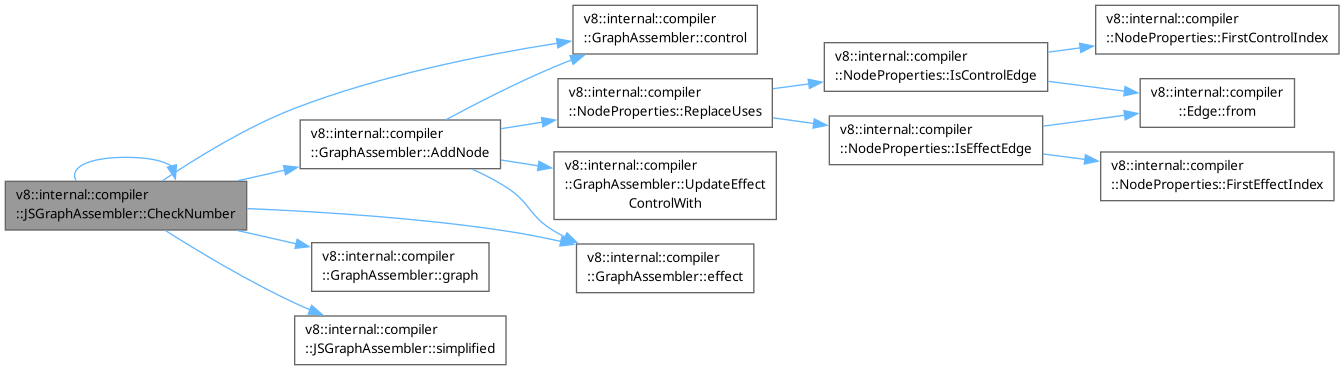 v8::internal::compiler
::JSGraphAssembler::CheckNumber
v8::internal::compiler
::GraphAssembler::AddNode
v8::internal::compiler
::GraphAssembler::graph
v8::internal::compiler
::JSGraphAssembler::simplified
v8::internal::compiler
::GraphAssembler::control
v8::internal::compiler
::NodeProperties::ReplaceUses
v8::internal::compiler
::GraphAssembler::UpdateEffect
ControlWith
v8::internal::compiler
::GraphAssembler::effect
v8::internal::compiler
::NodeProperties::IsControlEdge
v8::internal::compiler
::NodeProperties::IsEffectEdge
v8::internal::compiler
::NodeProperties::FirstControlIndex
v8::internal::compiler
::Edge::from
v8::internal::compiler
::NodeProperties::FirstEffectIndex